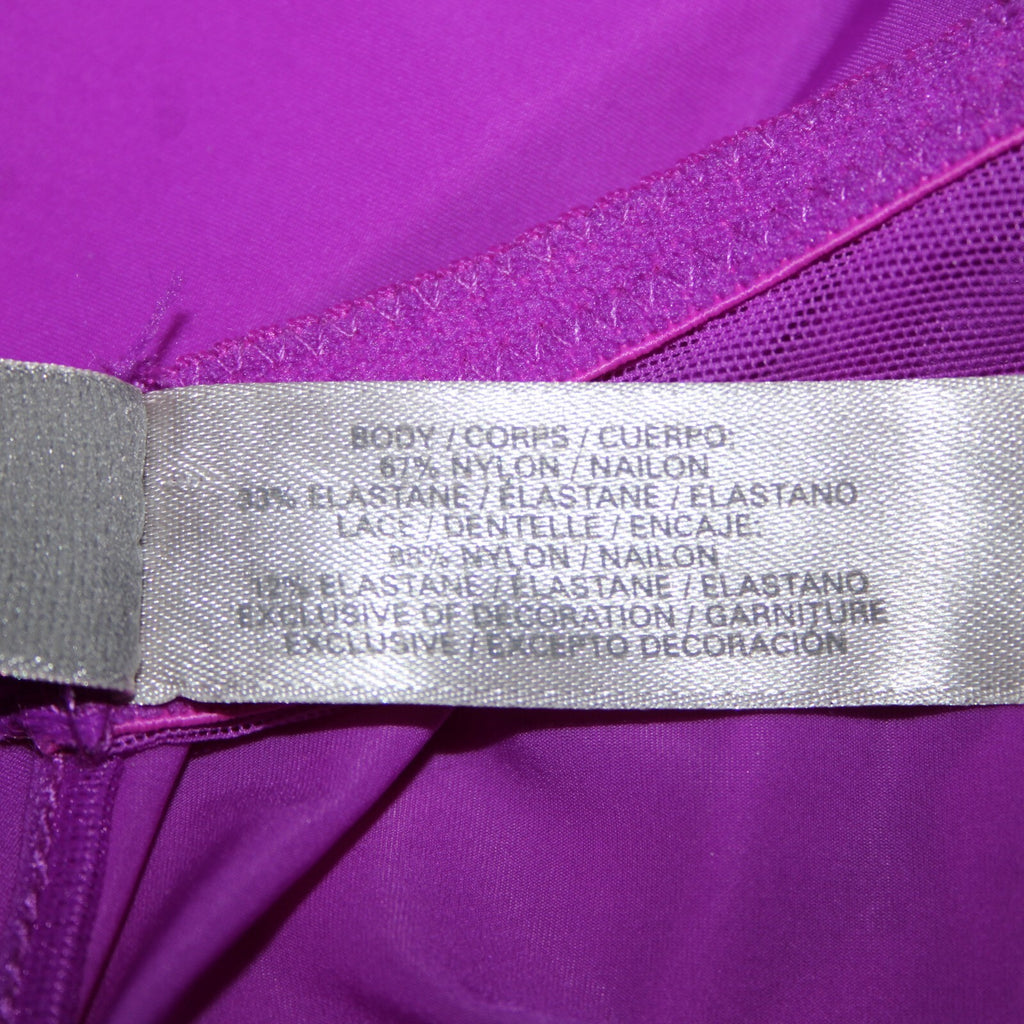 BODY / CORPS / CUERPO:
67% NYLON / NAILON
33% ELASTANE / ÉLASTANE / ELASTANO
LACE / DENTELLE / ENCAJE:
88% NYLON / NAILON
12% ELASTANE / ÉLASTANE / ELASTANO
EXCLUSIVE OF DECORATION / GARNITURE
EXCLUSIVE / EXCEPTO DECORACIÓN